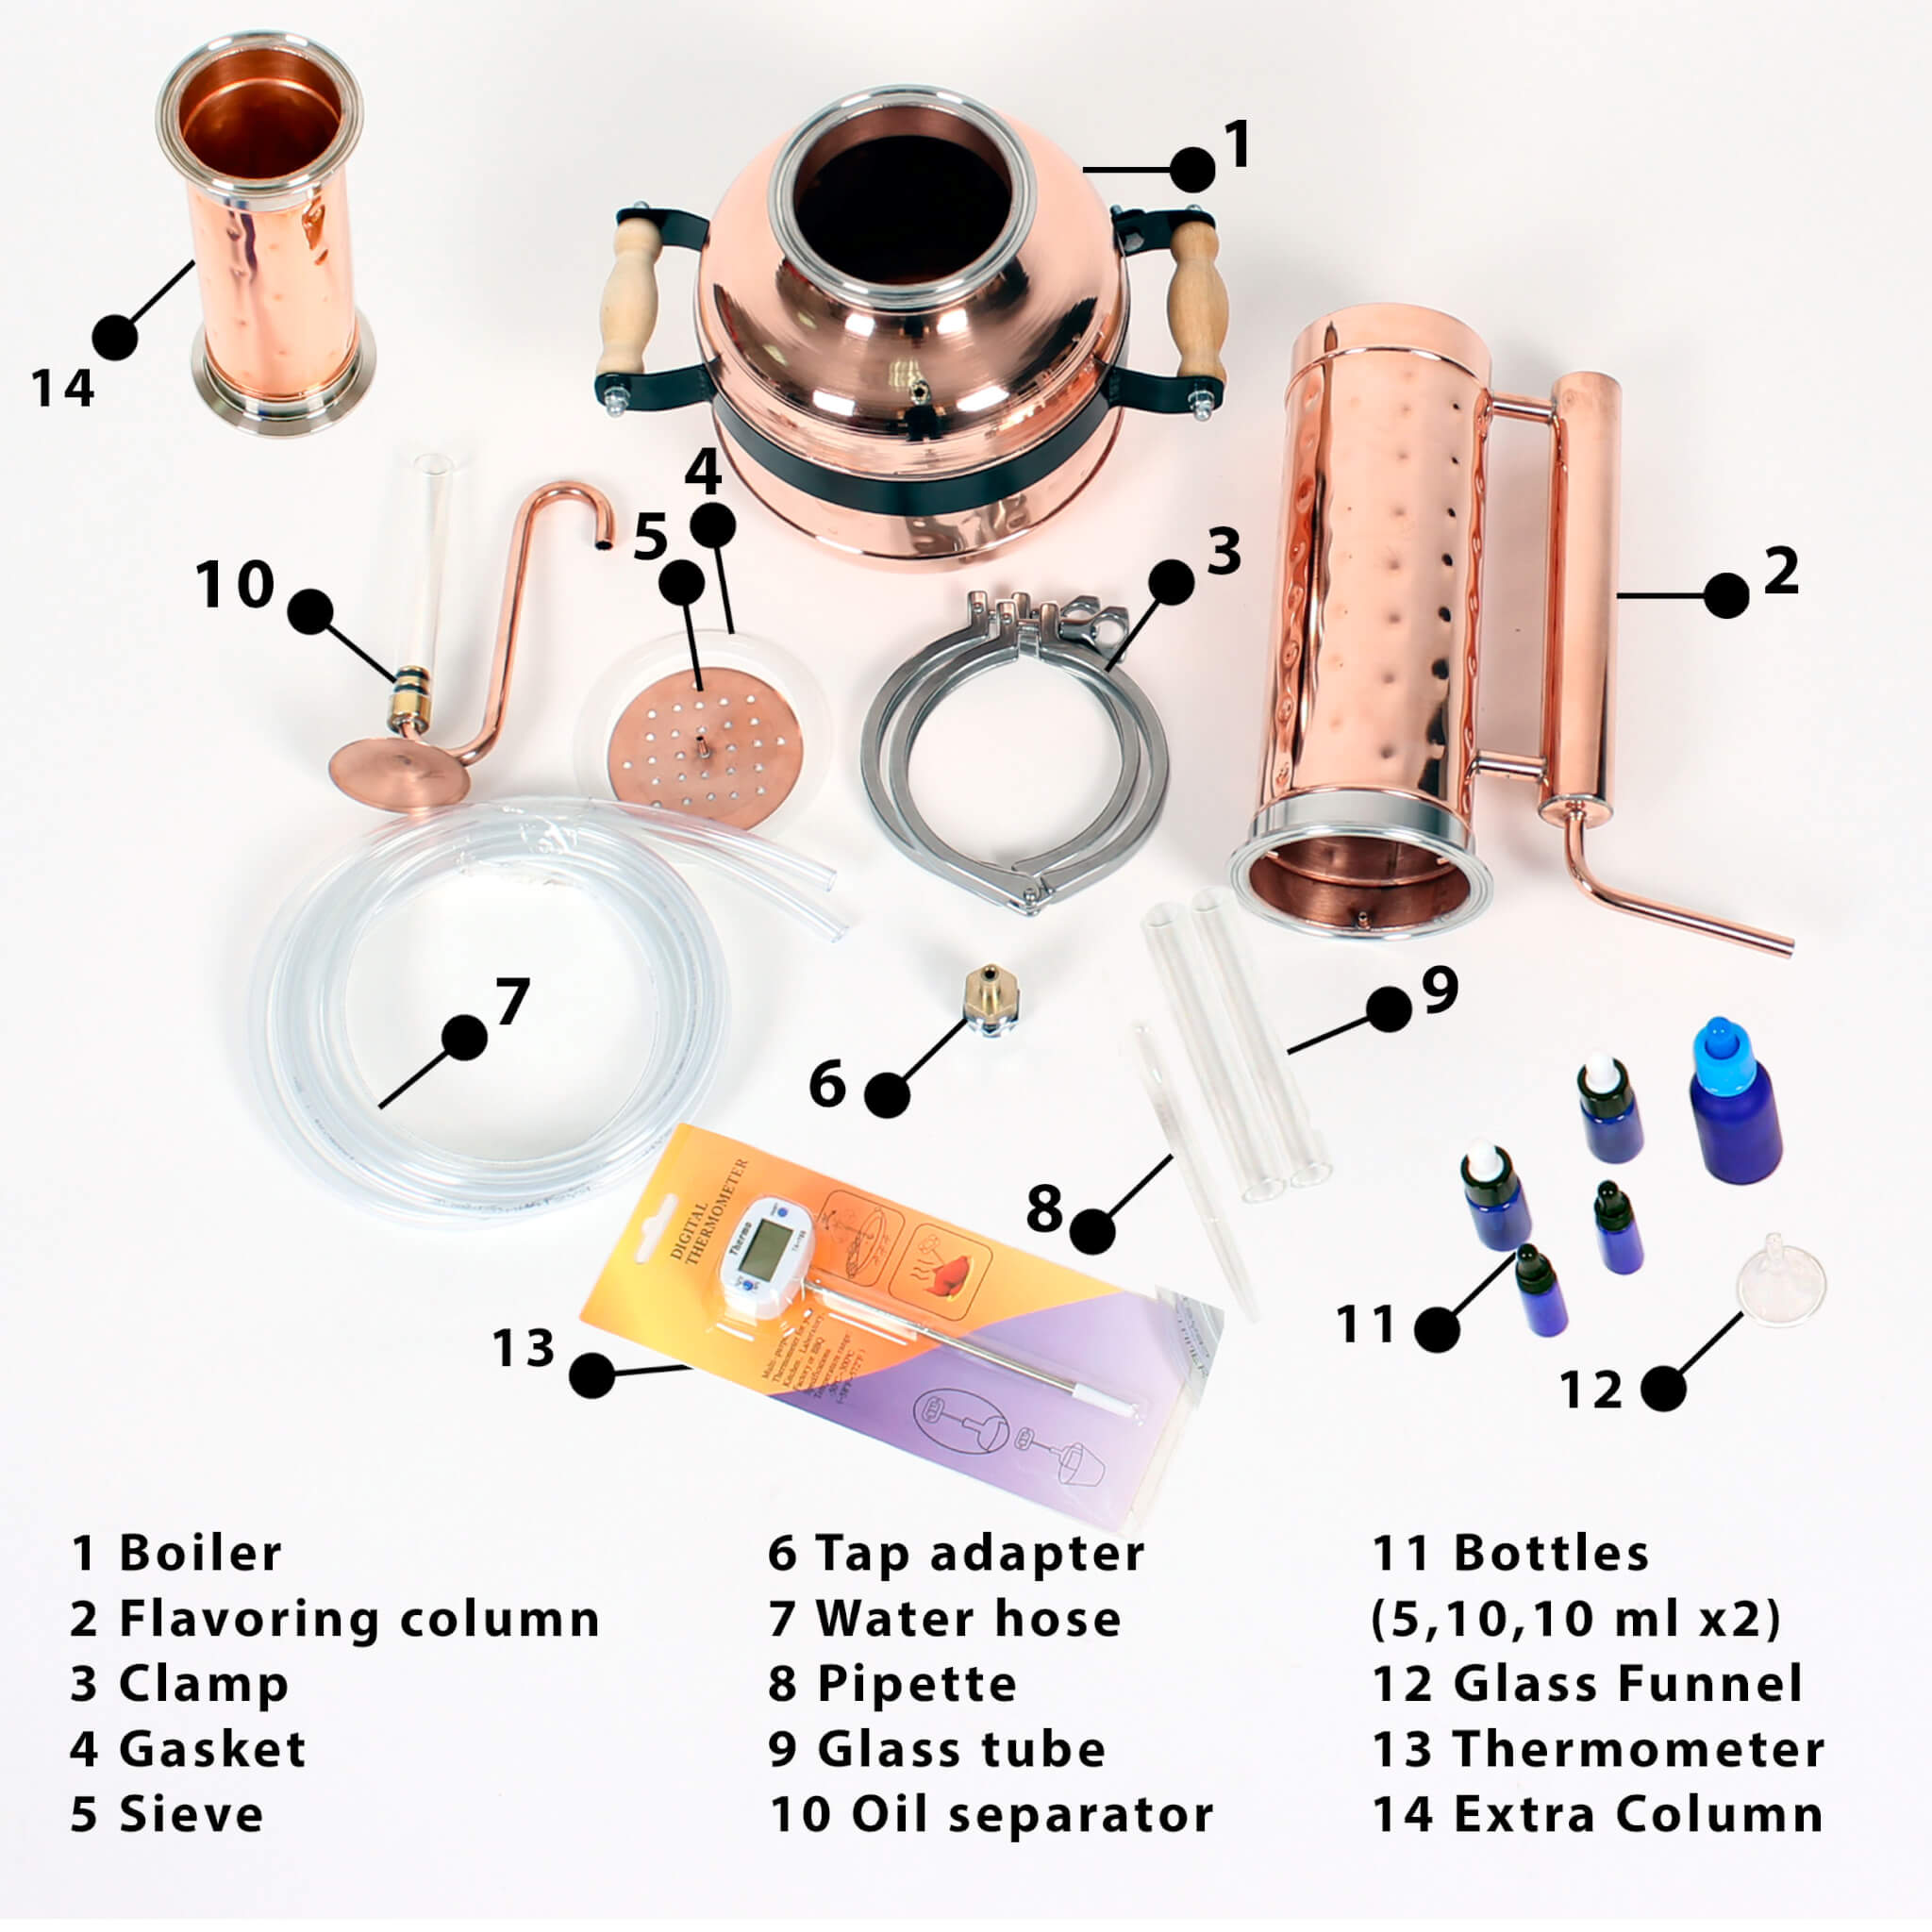 1
14
4
5
3
10
2
7
9
6
8
DIGITAL
THERMOMETER
Thermo
11
13
12
1 Boiler
2 Flavoring column
3 Clamp
4 Gasket
5 Sieve
6 Tap adapter
7 Water hose
8 Pipette
9 Glass tube
10 Oil separator
11 Bottles
(5,10,10 ml x2)
12 Glass Funnel
13 Thermometer
14 Extra Column